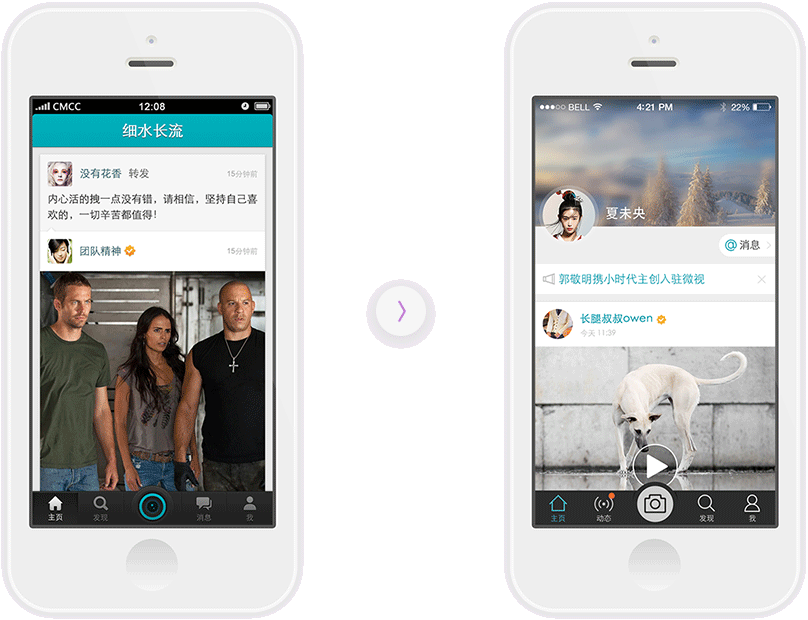 CMCC
12:08
细水长流
没有花香 转发
15分钟前
内心活的拽一点没有错，请相信，坚持自己喜
欢的，一切辛苦都值得！
团队精神
15分钟前
主页
发现
消息
我
BELL
4:21 PM
22%
夏未央
@消息
郭敬明携小时代主创入驻微视
长腿叔叔owen
今天 11:39
主页
动态
发现
我